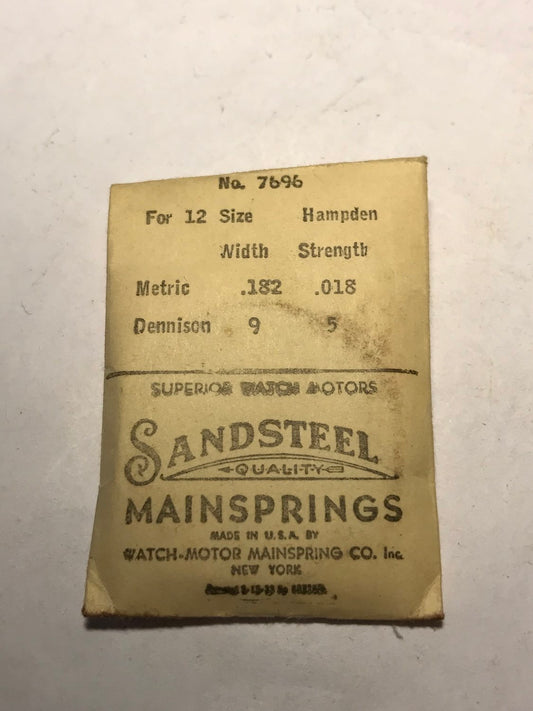 No. 7696
For 12 Size Hampden
Width Strength
Metric .182 .018
Dennison 9 5
SUPERIOR WATCH MOTORS
SANDSTEEL
QUALITY
MAINSPRINGS
MADE IN U.S.A. BY
WATCH-MOTOR MAINSPRING CO. Inc.
NEW YORK